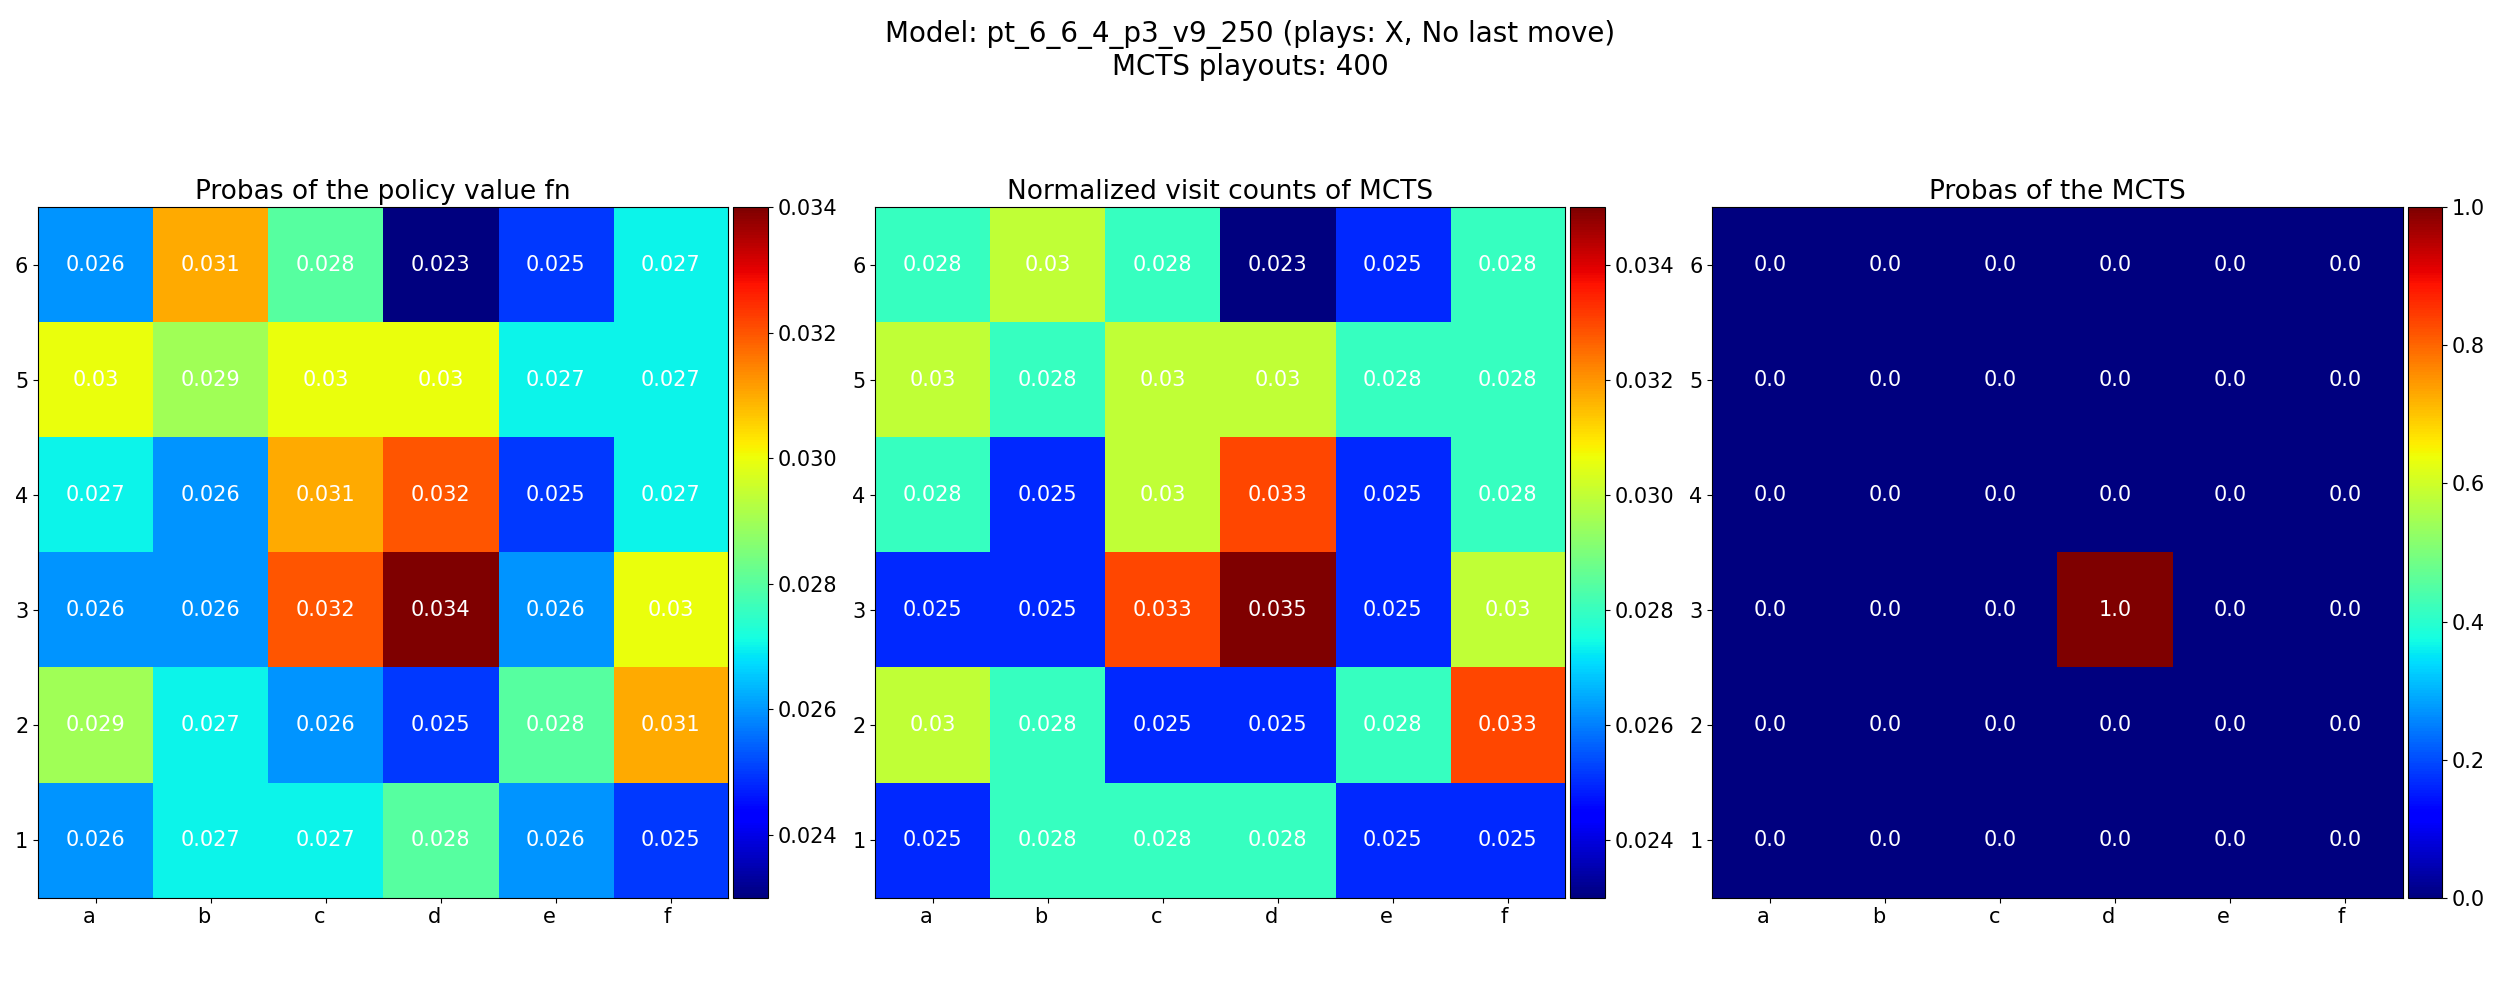 Model: pt_6_6_4_p3_v9_250 (plays: X, No last move)
MCTS playouts: 400
Probas of the policy value fn
6 0.026 0.031 0.028 0.023 0.025 0.027
5 0.03 0.029 0.03 0.03 0.027 0.027
4 0.027 0.026 0.031 0.032 0.025 0.027
3 0.026 0.026 0.032 0.034 0.026 0.03
2 0.029 0.027 0.026 0.025 0.028 0.031
1 0.026 0.027 0.027 0.028 0.026 0.025
a b c d e f
0.034
0.032
0.030
0.028
0.026
0.024
Normalized visit counts of MCTS
6 0.028 0.03 0.028 0.023 0.025 0.028
5 0.03 0.028 0.03 0.03 0.028 0.028
4 0.028 0.025 0.03 0.033 0.025 0.028
3 0.025 0.025 0.033 0.035 0.025 0.03
2 0.03 0.028 0.025 0.025 0.028 0.033
1 0.025 0.028 0.028 0.028 0.025 0.025
a b c d e f
0.034
0.032
0.030
0.028
0.026
0.024
Probas of the MCTS
6 0.0 0.0 0.0 0.0 0.0 0.0
5 0.0 0.0 0.0 0.0 0.0 0.0
4 0.0 0.0 0.0 0.0 0.0 0.0
3 0.0 0.0 0.0 1.0 0.0 0.0
2 0.0 0.0 0.0 0.0 0.0 0.0
1 0.0 0.0 0.0 0.0 0.0 0.0
a b c d e f
1.0
0.8
0.6
0.4
0.2
0.0